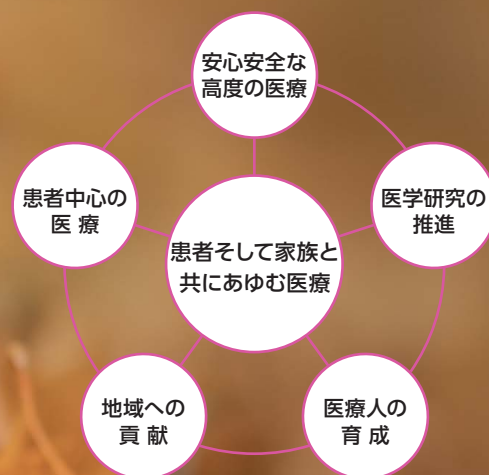 安心安全な
高度の医療
患者中心の
医 療
医学研究の
推進
患者そして家族と
共にあゆむ医療
地域への
貢 献
医療人の
育 成